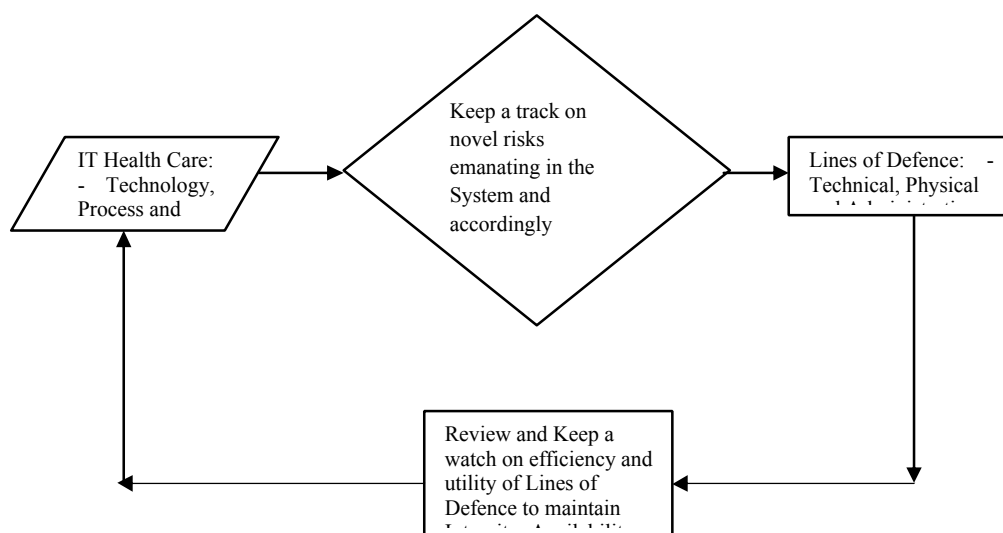 IT Health Care:
- Technology,
Process and
Keep a track on
novel risks
emanating in the
System and
accordingly
Lines of Defence: -
Technical, Physical
Review and Keep a
watch on efficiency and
utility of Lines of
Defence to maintain